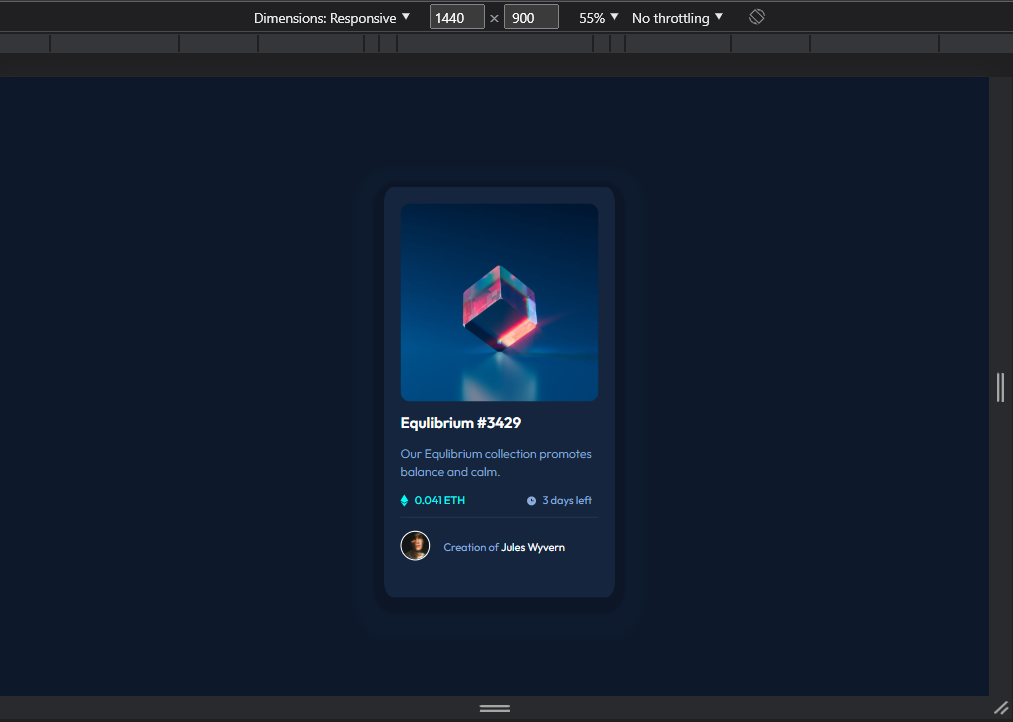 Dimensions: Responsive ▼ 1440 × 900 55% ▼ No throttling ▼
Equlibrium #3429
Our Equlibrium collection promotes
balance and calm.
0.041 ETH 3 days left
Creation of Jules Wyvern